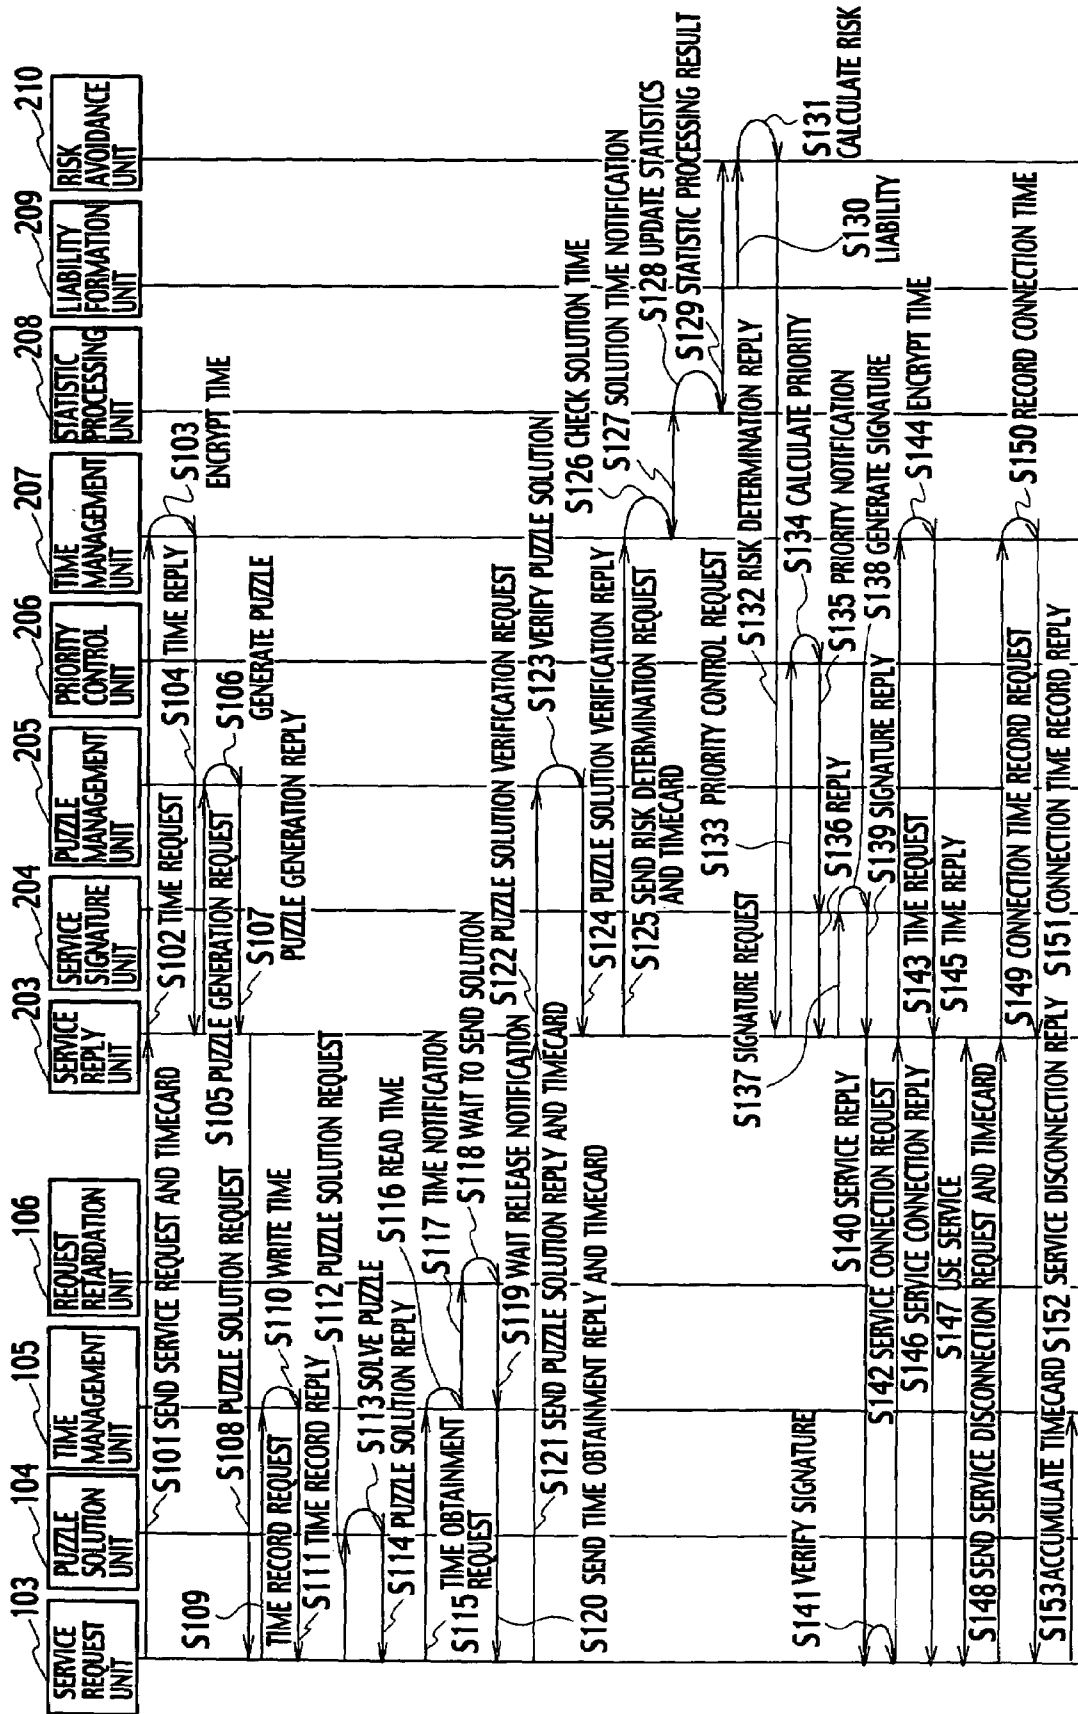 103
SERVICE
REQUEST
UNIT
104
PUZZLE
SOLUTION
UNIT
105
TIME
MANAGEMENT
UNIT
106
REQUEST
RETARDATION
UNIT
203
SERVICE
REPLY
UNIT
204
SERVICE
SIGNATURE
UNIT
205
PUZZLE
MANAGEMENT
UNIT
206
PRIORITY
CONTROL
UNIT
207
TIME
MANAGEMENT
UNIT
208
STATISTIC
PROCESSING
UNIT
209
LIABILITY
FORMATION
UNIT
210
RISK
AVOIDANCE
UNIT
S101 SEND SERVICE REQUEST AND TIMECARD
S102 TIME REQUEST
S103
ENCRYPT TIME
S104 TIME REPLY
S105 PUZZLE GENERATION REQUEST
S106
GENERATE PUZZLE
S107
PUZZLE GENERATION REPLY
S108 PUZZLE SOLUTION REQUEST
S109
TIME RECORD REQUEST
S110 WRITE TIME
S111 TIME RECORD REPLY
S112 PUZZLE SOLUTION REQUEST
S113 SOLVE PUZZLE
S114 PUZZLE SOLUTION REPLY
S115 TIME OBTAINMENT
REQUEST
S116 READ TIME
S117 TIME NOTIFICATION
S118 WAIT TO SEND SOLUTION
S119 WAIT RELEASE NOTIFICATION
S120 SEND TIME OBTAINMENT REPLY AND TIMECARD
S121 SEND PUZZLE SOLUTION REPLY AND TIMECARD
S122 PUZZLE SOLUTION VERIFICATION REQUEST
S123 VERIFY PUZZLE SOLUTION
S124 PUZZLE SOLUTION VERIFICATION REPLY
S125 SEND RISK DETERMINATION REQUEST
AND TIMECARD
S126 CHECK SOLUTION TIME
S127 SOLUTION TIME NOTIFICATION
S128 UPDATE STATISTICS
S129 STATISTIC PROCESSING RESULT
S130
LIABILITY
S131
CALCULATE RISK
S132 RISK DETERMINATION REPLY
S133 PRIORITY CONTROL REQUEST
S134 CALCULATE PRIORITY
S135 PRIORITY NOTIFICATION
S136 REPLY
S137 SIGNATURE REQUEST
S138 GENERATE SIGNATURE
S139 SIGNATURE REPLY
S140 SERVICE REPLY
S141 VERIFY SIGNATURE
S142 SERVICE CONNECTION REQUEST
S143 TIME REQUEST
S144 ENCRYPT TIME
S145 TIME REPLY
S146 SERVICE CONNECTION REPLY
S147 USE SERVICE
S148 SEND SERVICE DISCONNECTION REQUEST AND TIMECARD
S149 CONNECTION TIME RECORD REQUEST
S150 RECORD CONNECTION TIME
S151 CONNECTION TIME RECORD REPLY
S152 SERVICE DISCONNECTION REPLY
S153 ACCUMULATE TIMECARD